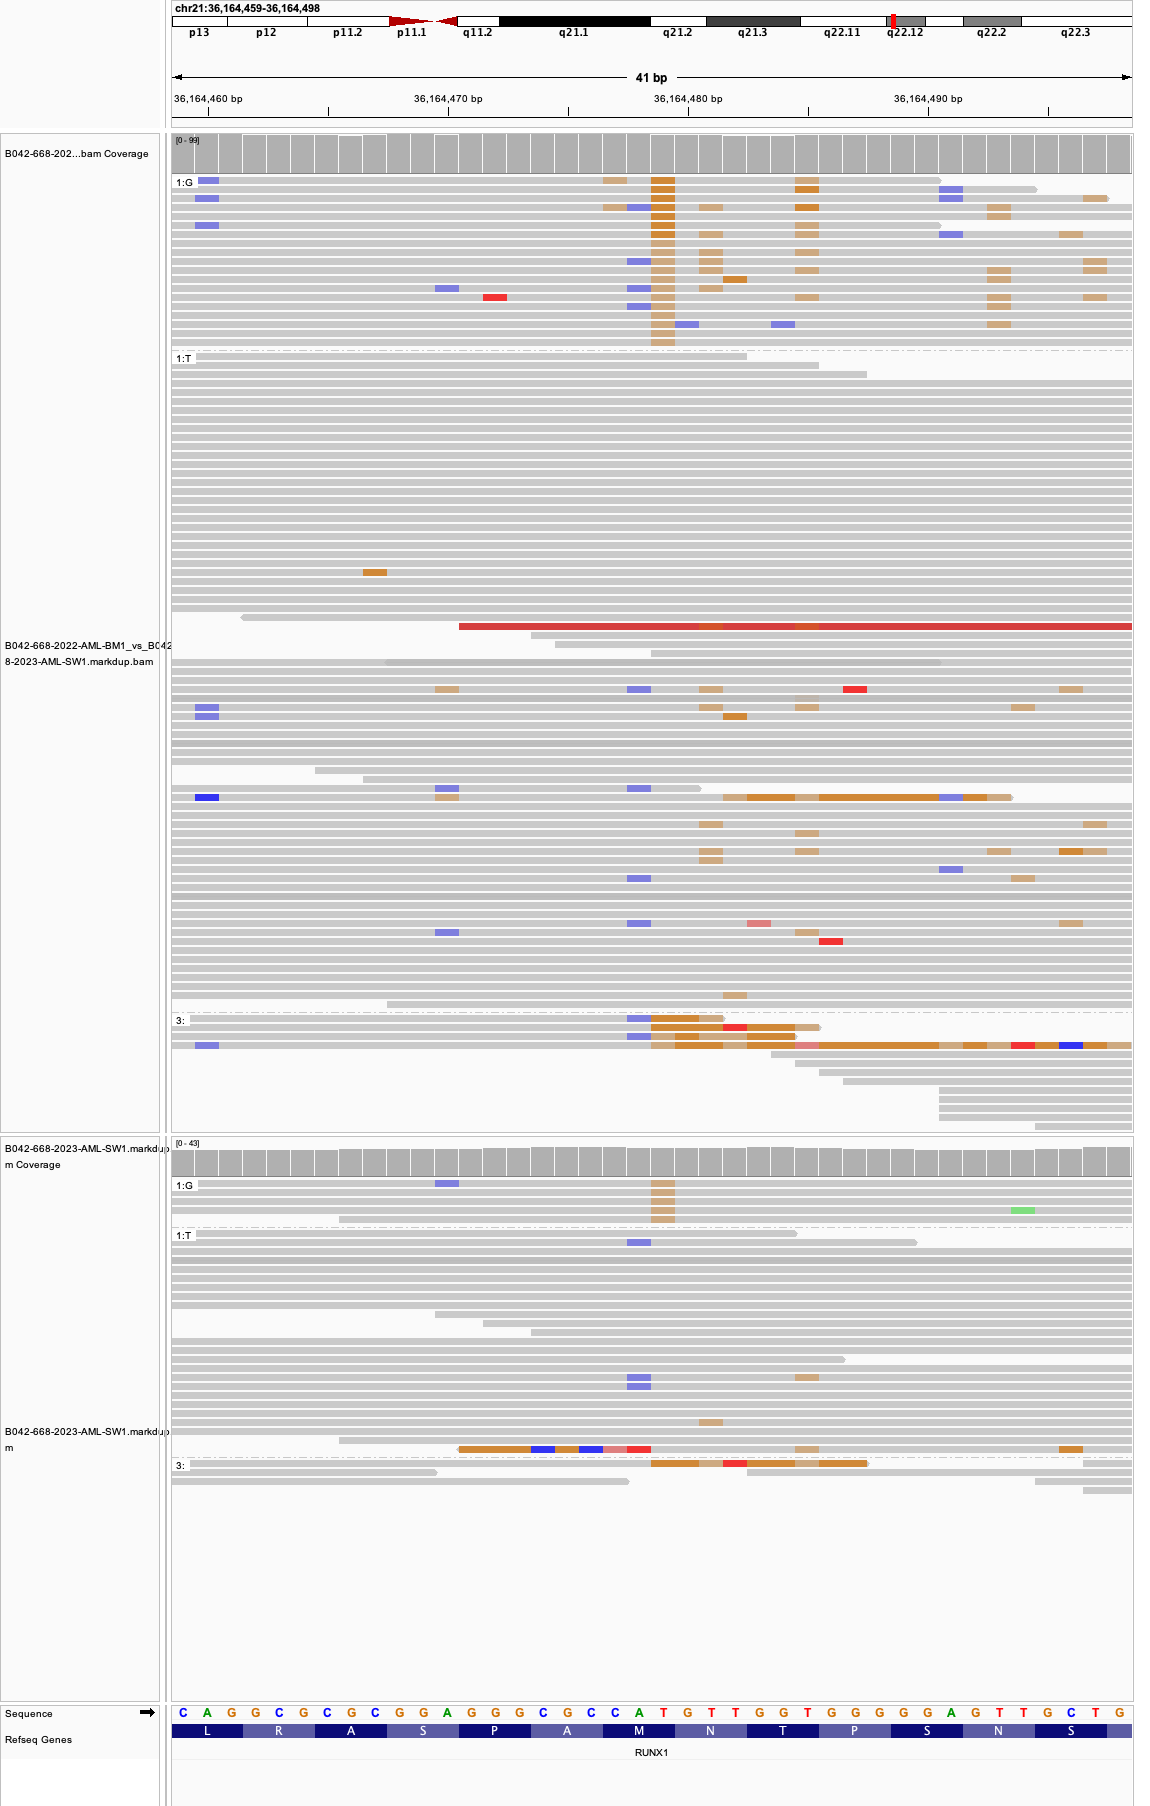 chr21:36,164,459-36,164,498
p13 p12 p11.2 p11.1 q11.2 q21.1 q21.2 q21.3 q22.11 q22.12 q22.2 q22.3
41 bp
36,164,460 bp 36,164,470 bp 36,164,480 bp 36,164,490 bp
[0 - 99]
B042-668-202...bam Coverage
1:G
1:T
B042-668-2022-AML-BM1_vs_B042
8-2023-AML-SW1.markdup.bam
3:
[0 - 43]
B042-668-2023-AML-SW1.markdup
m Coverage
1:G
1:T
B042-668-2023-AML-SW1.markdup
m
3:
Sequence C A G G C G C G C G G A G G G C G C C A T G T T G G T G G G G G A G T T G C T G
L R A S P A M N T P S N S
Refseq Genes
RUNX1